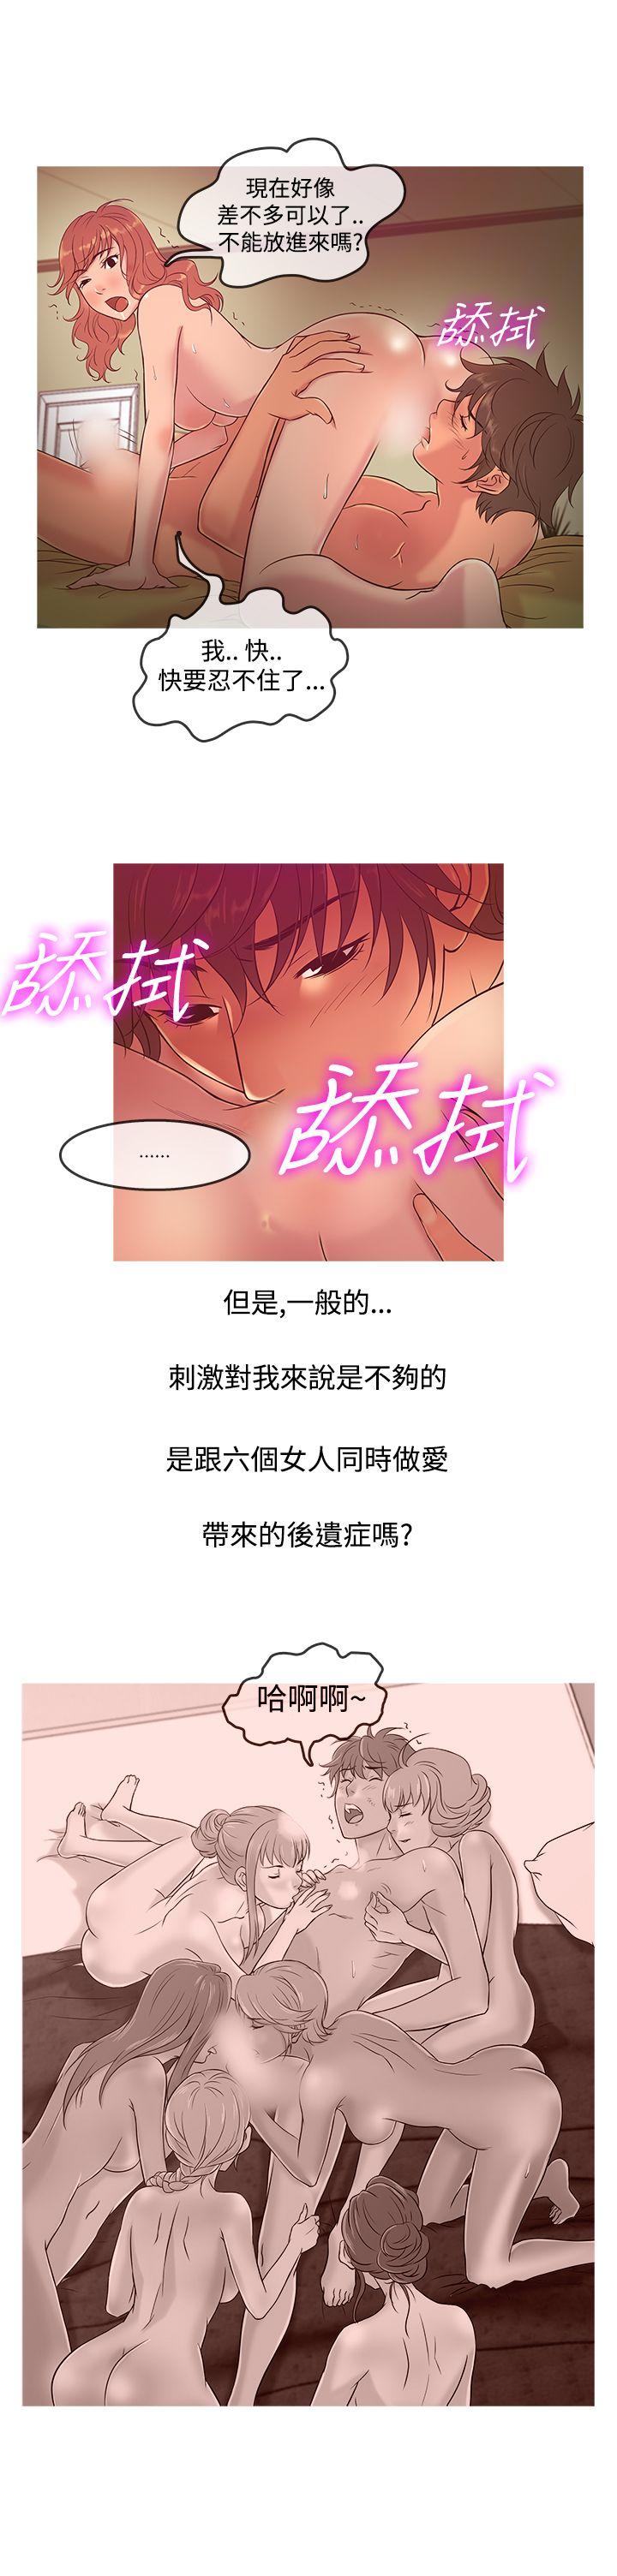 現在好像
差不多可以了..
不能放進來嗎?
舔拭
我.. 快..
快要忍不住了...
舔拭
舔拭
......
但是,一般的...
刺激對我來說是不夠的
是跟六個女人同時做愛
帶來的後遺症嗎?
哈啊啊~